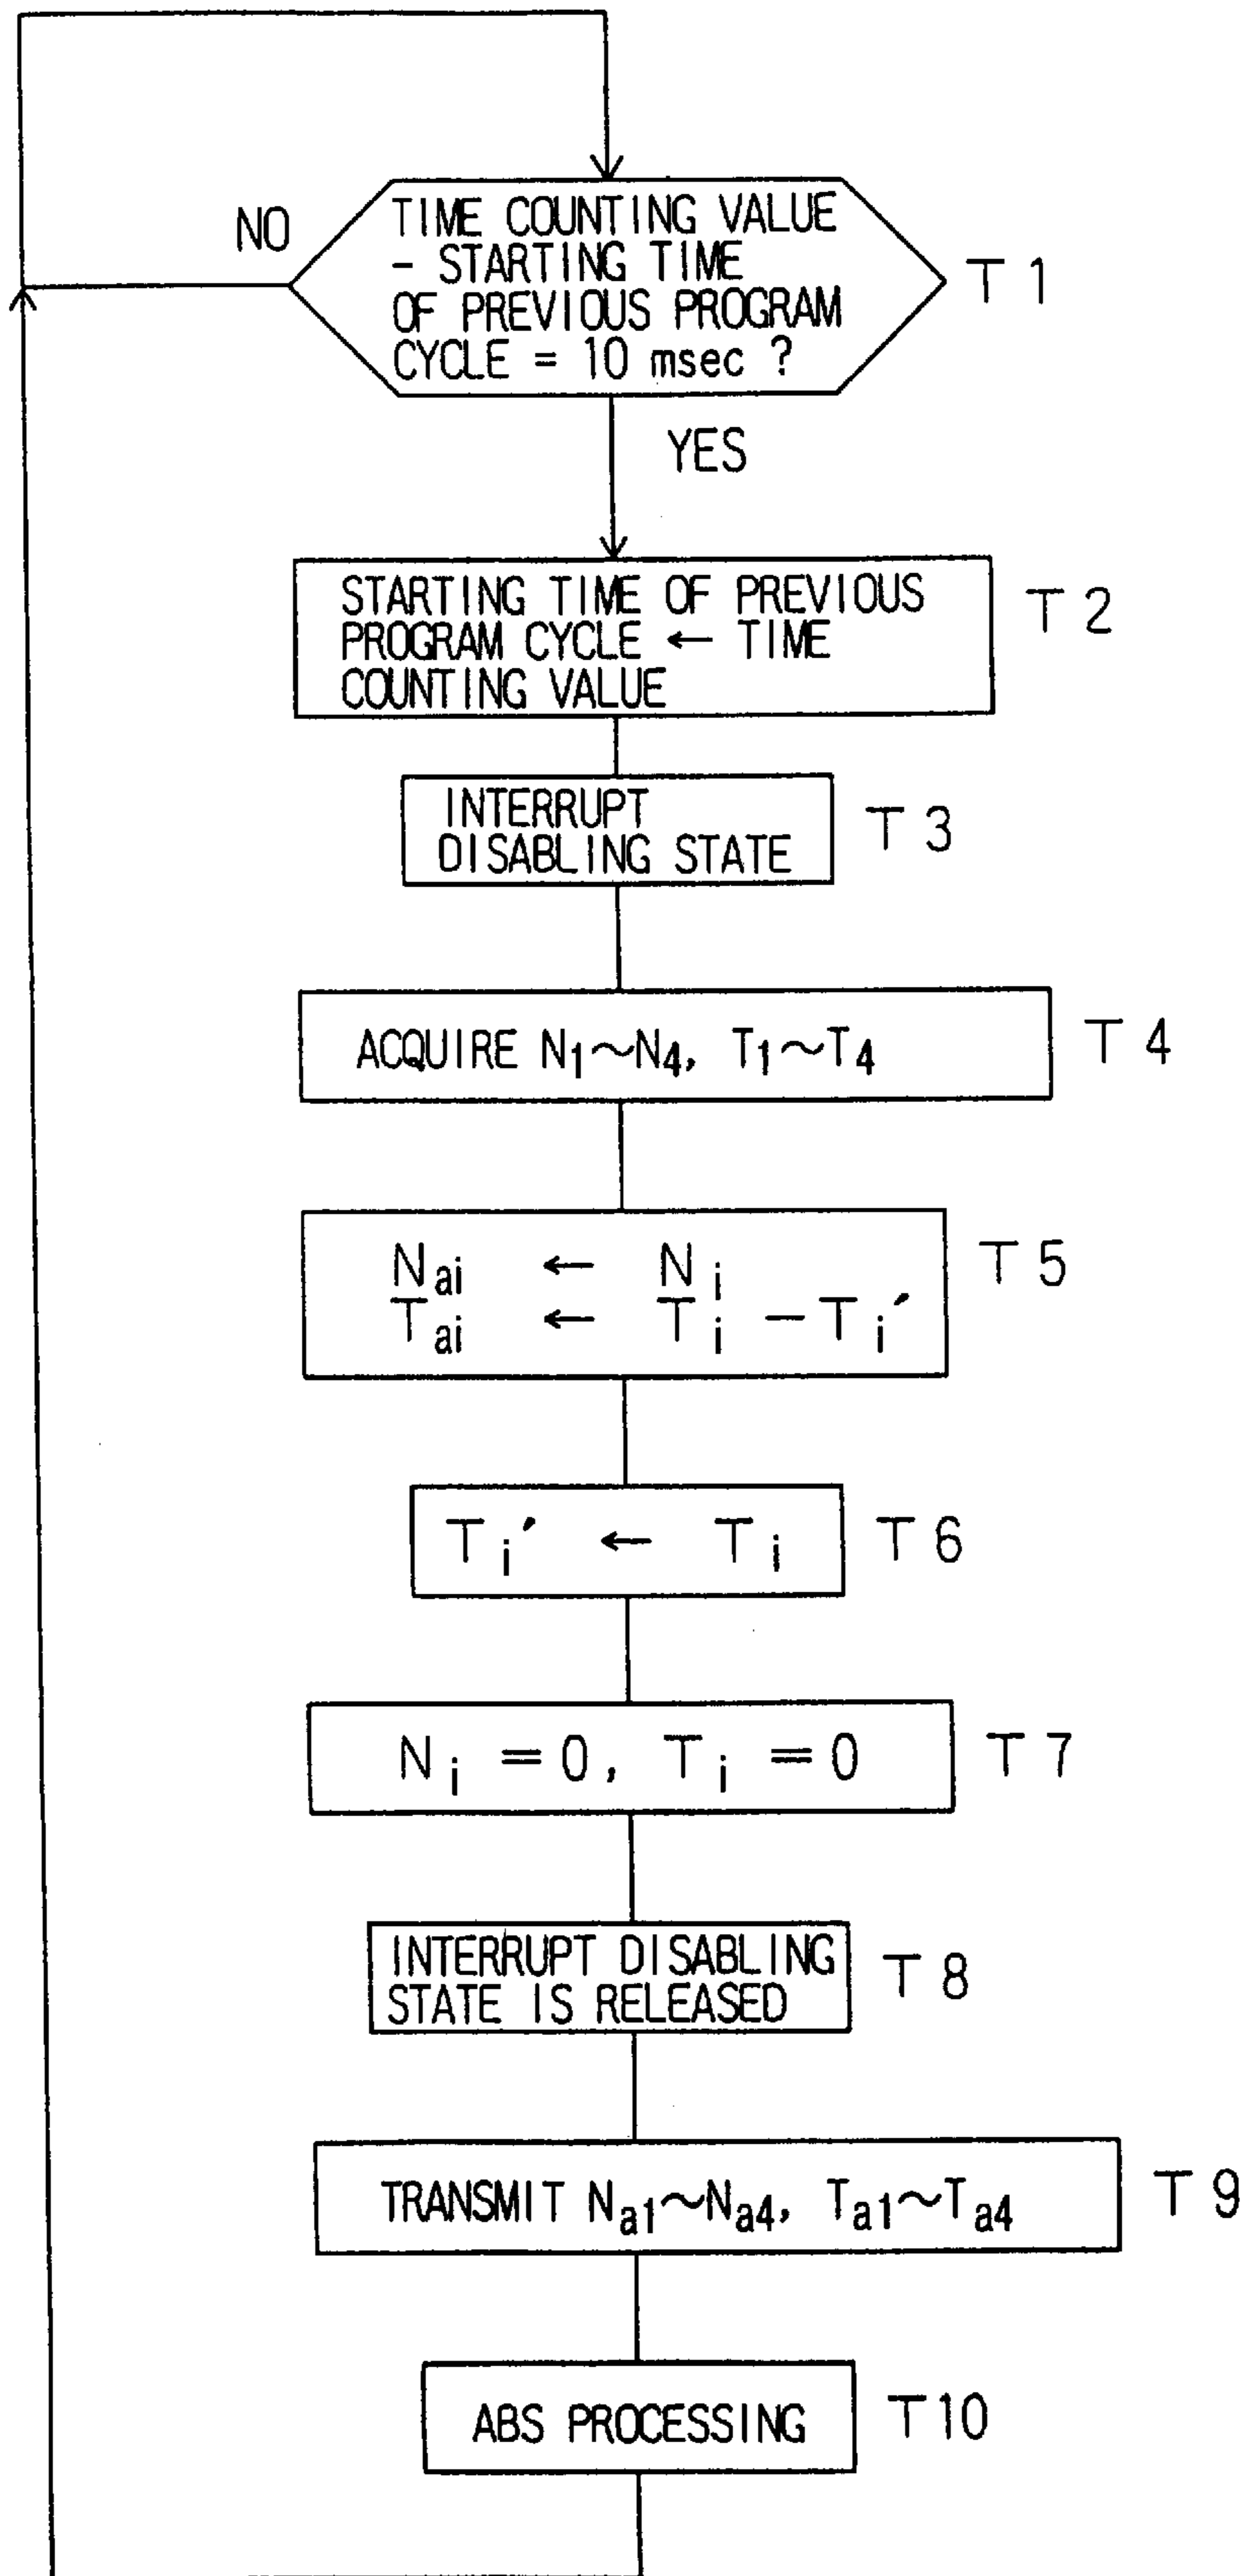 NO
TIME COUNTING VALUE
- STARTING TIME
OF PREVIOUS PROGRAM
CYCLE = 10 msec ?
T 1
YES
STARTING TIME OF PREVIOUS
PROGRAM CYCLE ← TIME
COUNTING VALUE
T 2
INTERRUPT
DISABLING STATE
T 3
ACQUIRE N1~N4, T1~T4
T 4
Nai ← Ni
Tai ← Ti - Ti′
T 5
Ti′ ← Ti
T 6
Ni = 0, Ti = 0
T 7
INTERRUPT DISABLING
STATE IS RELEASED
T 8
TRANSMIT Na1~Na4, Ta1~Ta4
T 9
ABS PROCESSING
T 10